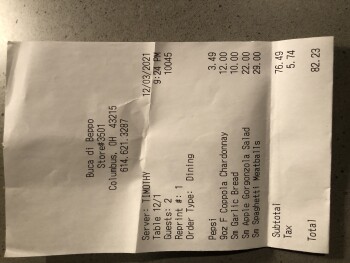 Buca di Beppo
Store#3501
Columbus, OH 43215
614.621.3287
Server: TIMOTHY 12/03/2021
Table 12/1 9:24 PM
Guests: 2 10045
Reprint #: 1
Order Type: Dining
Pepsi 3.49
9oz F Coppola Chardonnay 12.00
Sm Garlic Bread 10.00
Sm Apple Gorgonzola Salad 22.00
Sm Spaghetti Meatballs 29.00
Subtotal 76.49
Tax 5.74
Total 82.23